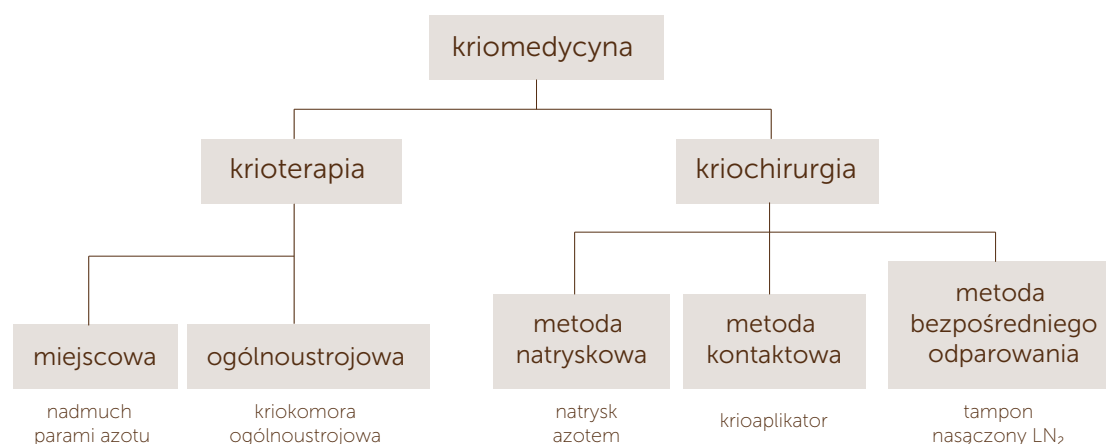 kriomedycyna
krioterapia
kriochirurgia
miejscowa
ogólnoustrojowa
metoda
natryskowa
metoda
kontaktowa
metoda
bezpośredniego
odparowania
nadmuch
parami azotu
kriokomora
ogólnoustrojowa
natrysk
azotem
krioaplikator
tampon
nasączony LN₂